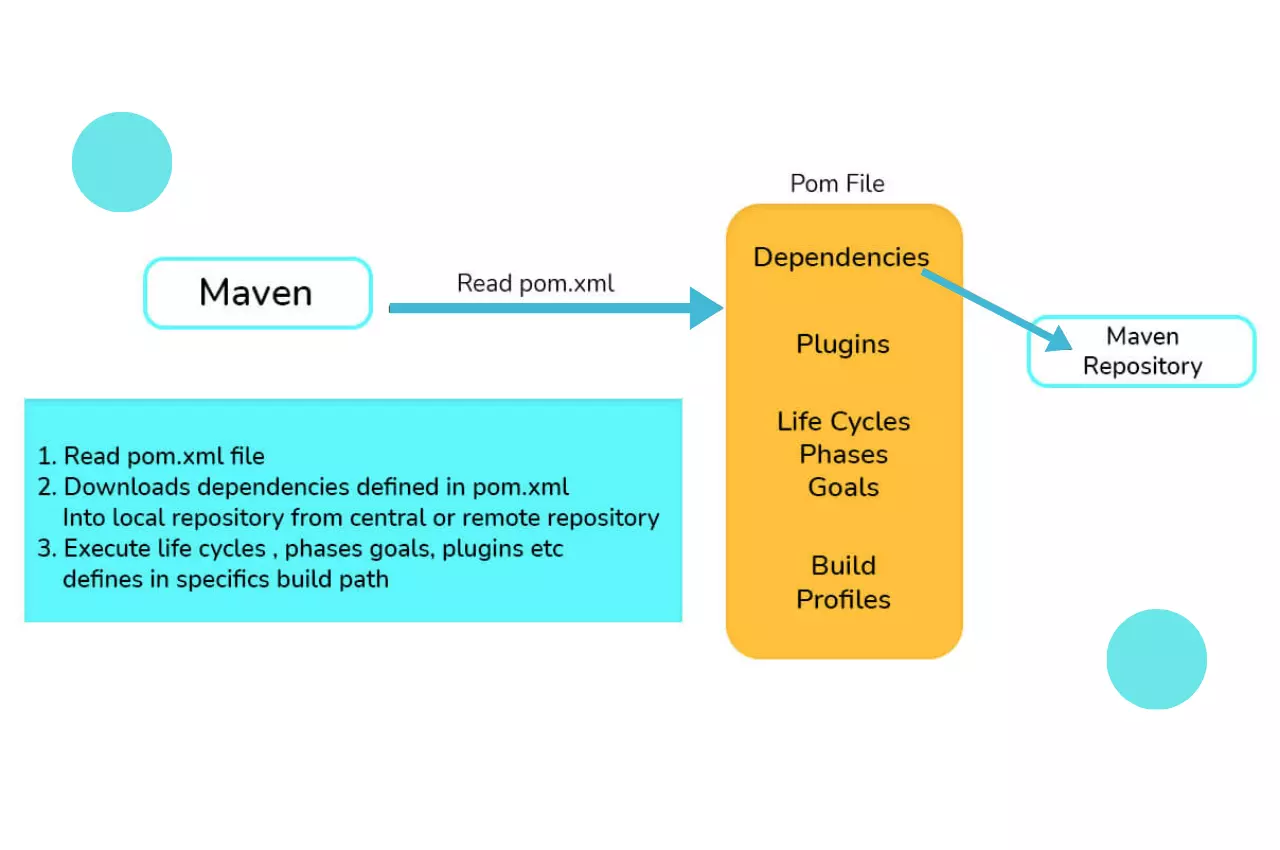 Pom File
Maven
Read pom.xml
Dependencies
Plugins
Life Cycles
Phases
Goals
Build
Profiles
Maven
Repository
1. Read pom.xml file
2. Downloads dependencies defined in pom.xml
Into local repository from central or remote repository
3. Execute life cycles , phases goals, plugins etc
defines in specifics build path